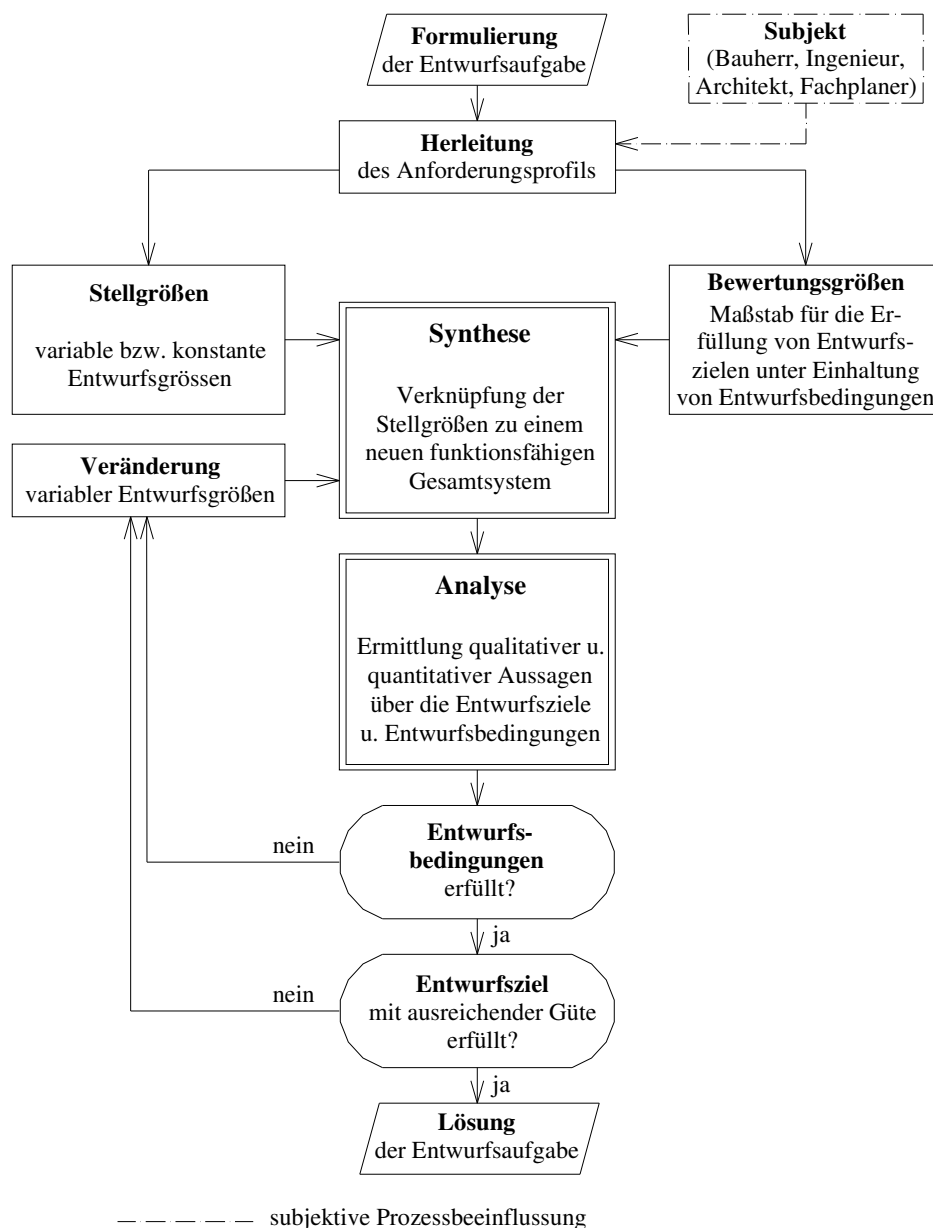 Formulierung
der Entwurfsaufgabe
Subjekt
(Bauherr, Ingenieur,
Architekt, Fachplaner)
Herleitung
des Anforderungsprofils
Stellgrößen
variable bzw. konstante
Entwurfsgrössen
Synthese
Verknüpfung der
Stellgrößen zu einem
neuen funktionsfähigen
Gesamtsystem
Bewertungsgrößen
Maßstab für die Er-
füllung von Entwurfs-
zielen unter Einhaltung
von Entwurfsbedingungen
Veränderung
variabler Entwurfsgrößen
Analyse
Ermittlung qualitativer u.
quantitativer Aussagen
über die Entwurfsziele
u. Entwurfsbedingungen
nein
Entwurfs-
bedingungen
erfüllt?
ja
nein
Entwurfsziel
mit ausreichender Güte
erfüllt?
ja
Lösung
der Entwurfsaufgabe
subjektive Prozessbeeinflussung